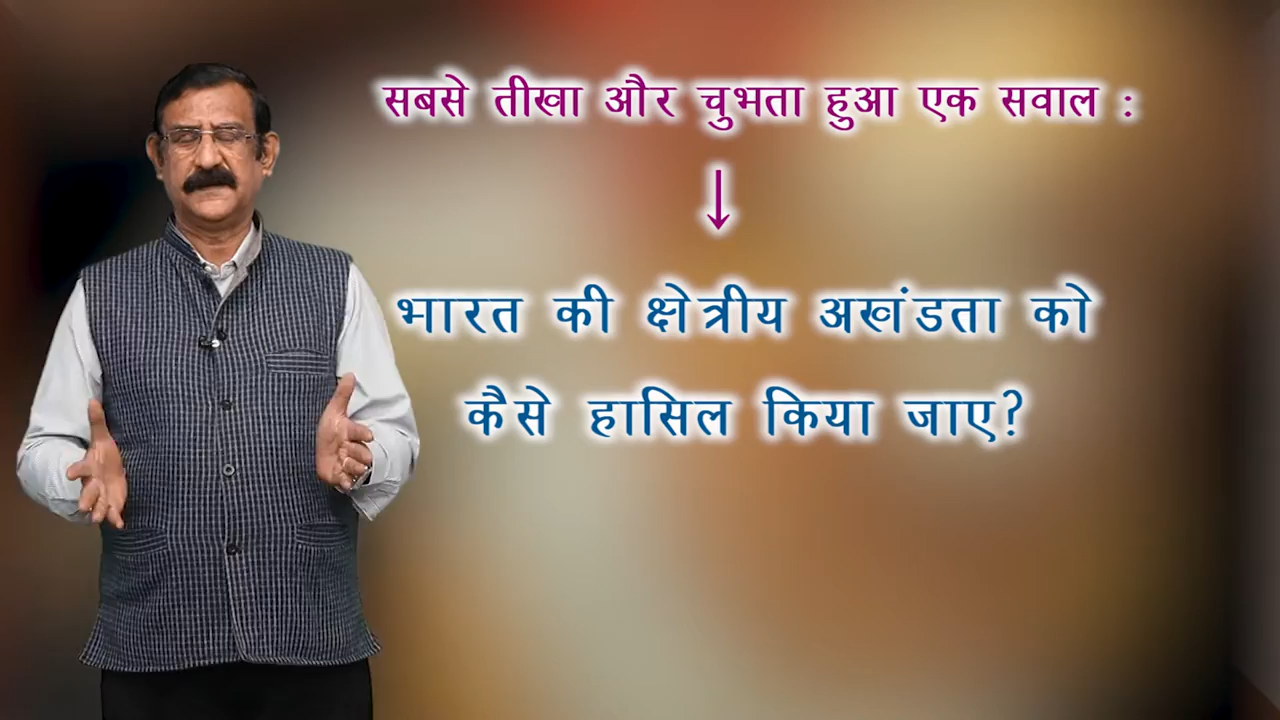 सबसे तीखा और चुभता हुआ एक सवाल :
↓
भारत की क्षेत्रीय अखंडता को
कैसे हासिल किया जाए?